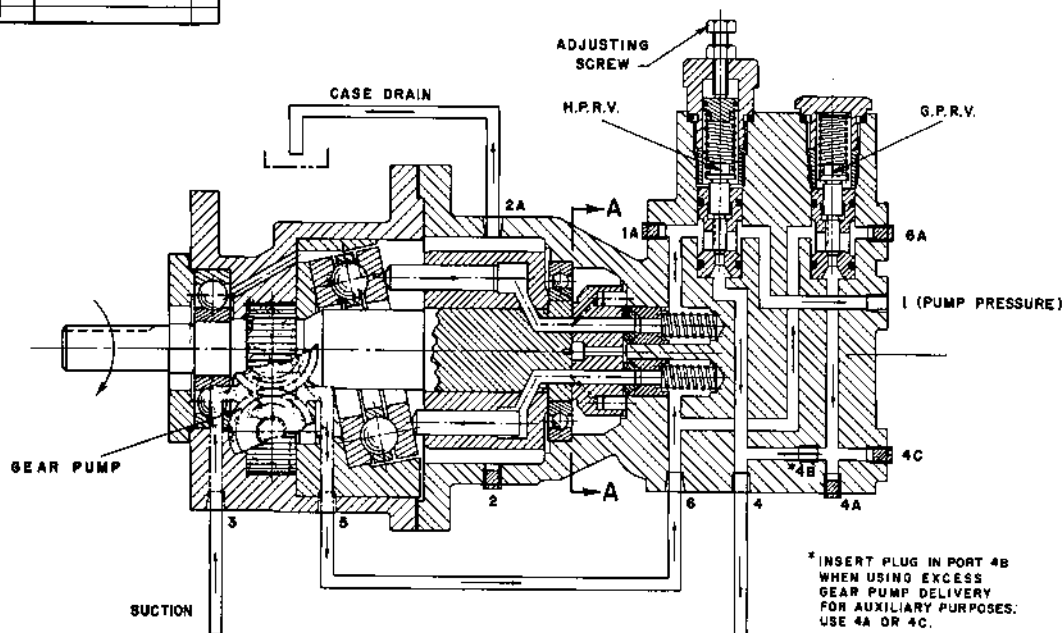 ADJUSTING
SCREW
CASE DRAIN
H.P.R.V.
G.P.R.V.
2A
A
1A
6A
1 (PUMP PRESSURE)
GEAR PUMP
*4B
4C
2
A
3
5
6
4
4A
SUCTION
* INSERT PLUG IN PORT 4B
WHEN USING EXCESS
GEAR PUMP DELIVERY
FOR AUXILIARY PURPOSES.
USE 4A OR 4C.